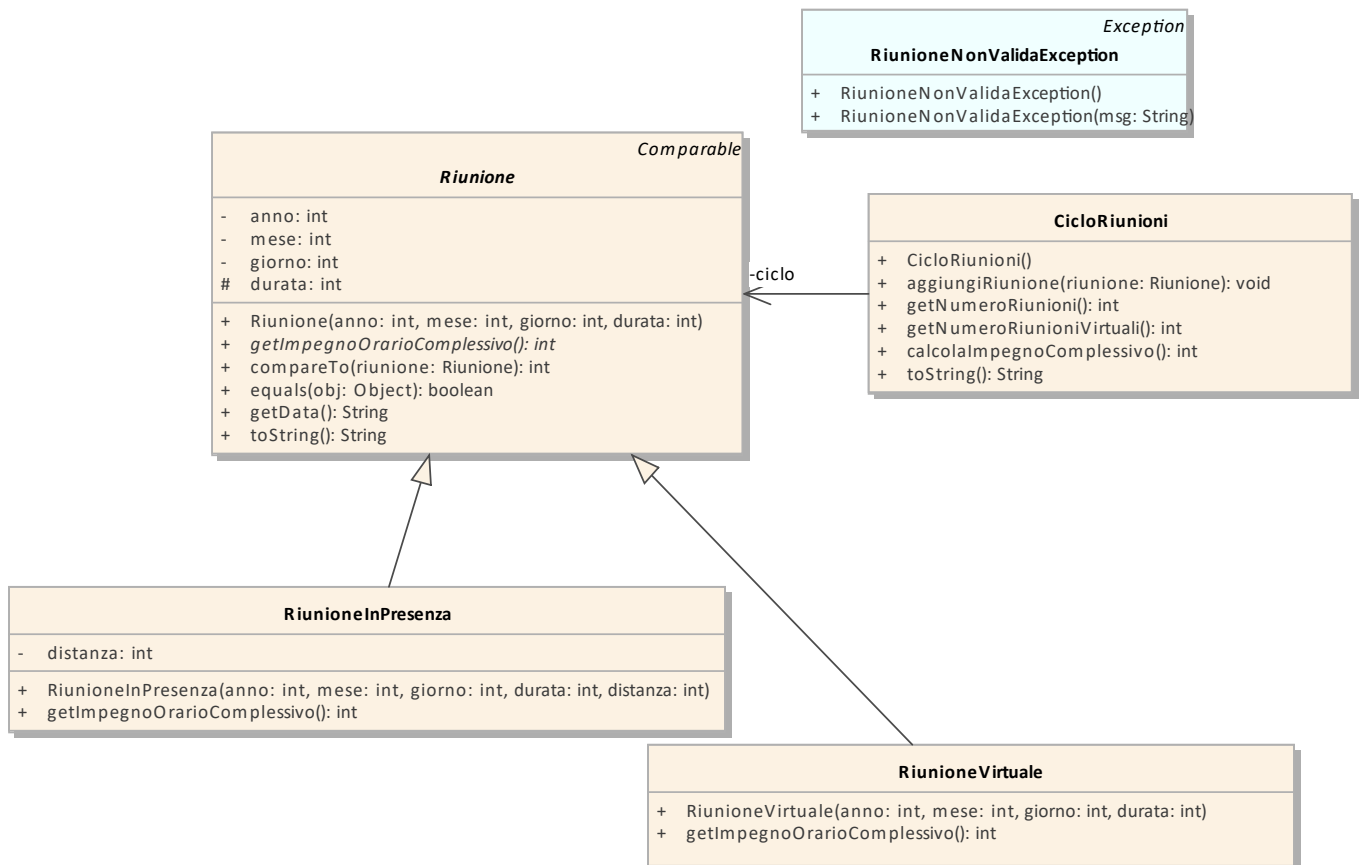 Exception
RiunioneNonValidaException
+ RiunioneNonValidaException()
+ RiunioneNonValidaException(msg: String)
Comparable
Riunione
- anno: int
- mese: int
- giorno: int
# durata: int
+ Riunione(anno: int, mese: int, giorno: int, durata: int)
+ getImpegnoOrarioComplessivo(): int
+ compareTo(riunione: Riunione): int
+ equals(obj: Object): boolean
+ getData(): String
+ toString(): String
-ciclo
CicloRiunioni
+ CicloRiunioni()
+ aggiungiRiunione(riunione: Riunione): void
+ getNumeroRiunioni(): int
+ getNumeroRiunioniVirtuali(): int
+ calcolaImpegnoComplessivo(): int
+ toString(): String
RiunioneInPresenza
- distanza: int
+ RiunioneInPresenza(anno: int, mese: int, giorno: int, durata: int, distanza: int)
+ getImpegnoOrarioComplessivo(): int
RiunioneVirtuale
+ RiunioneVirtuale(anno: int, mese: int, giorno: int, durata: int)
+ getImpegnoOrarioComplessivo(): int